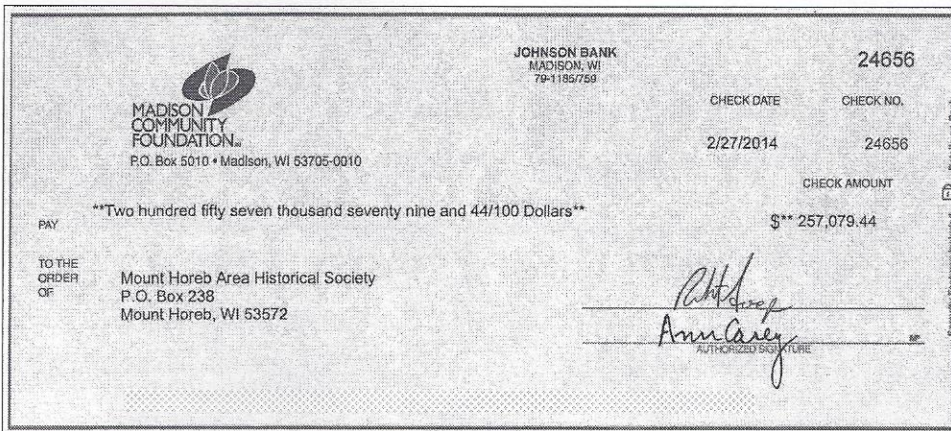 JOHNSON BANK
MADISON, WI
79-1185/759
24656
MADISON
COMMUNITY
FOUNDATION
P.O. Box 5010 • Madison, WI 53705-0010
CHECK DATE CHECK NO.
2/27/2014 24656
CHECK AMOUNT
PAY **Two hundred fifty seven thousand seventy nine and 44/100 Dollars** $** 257,079.44
TO THE
ORDER
OF
Mount Horeb Area Historical Society
P.O. Box 238
Mount Horeb, WI 53572
Ann Carey
AUTHORIZED SIGNATURE
MP